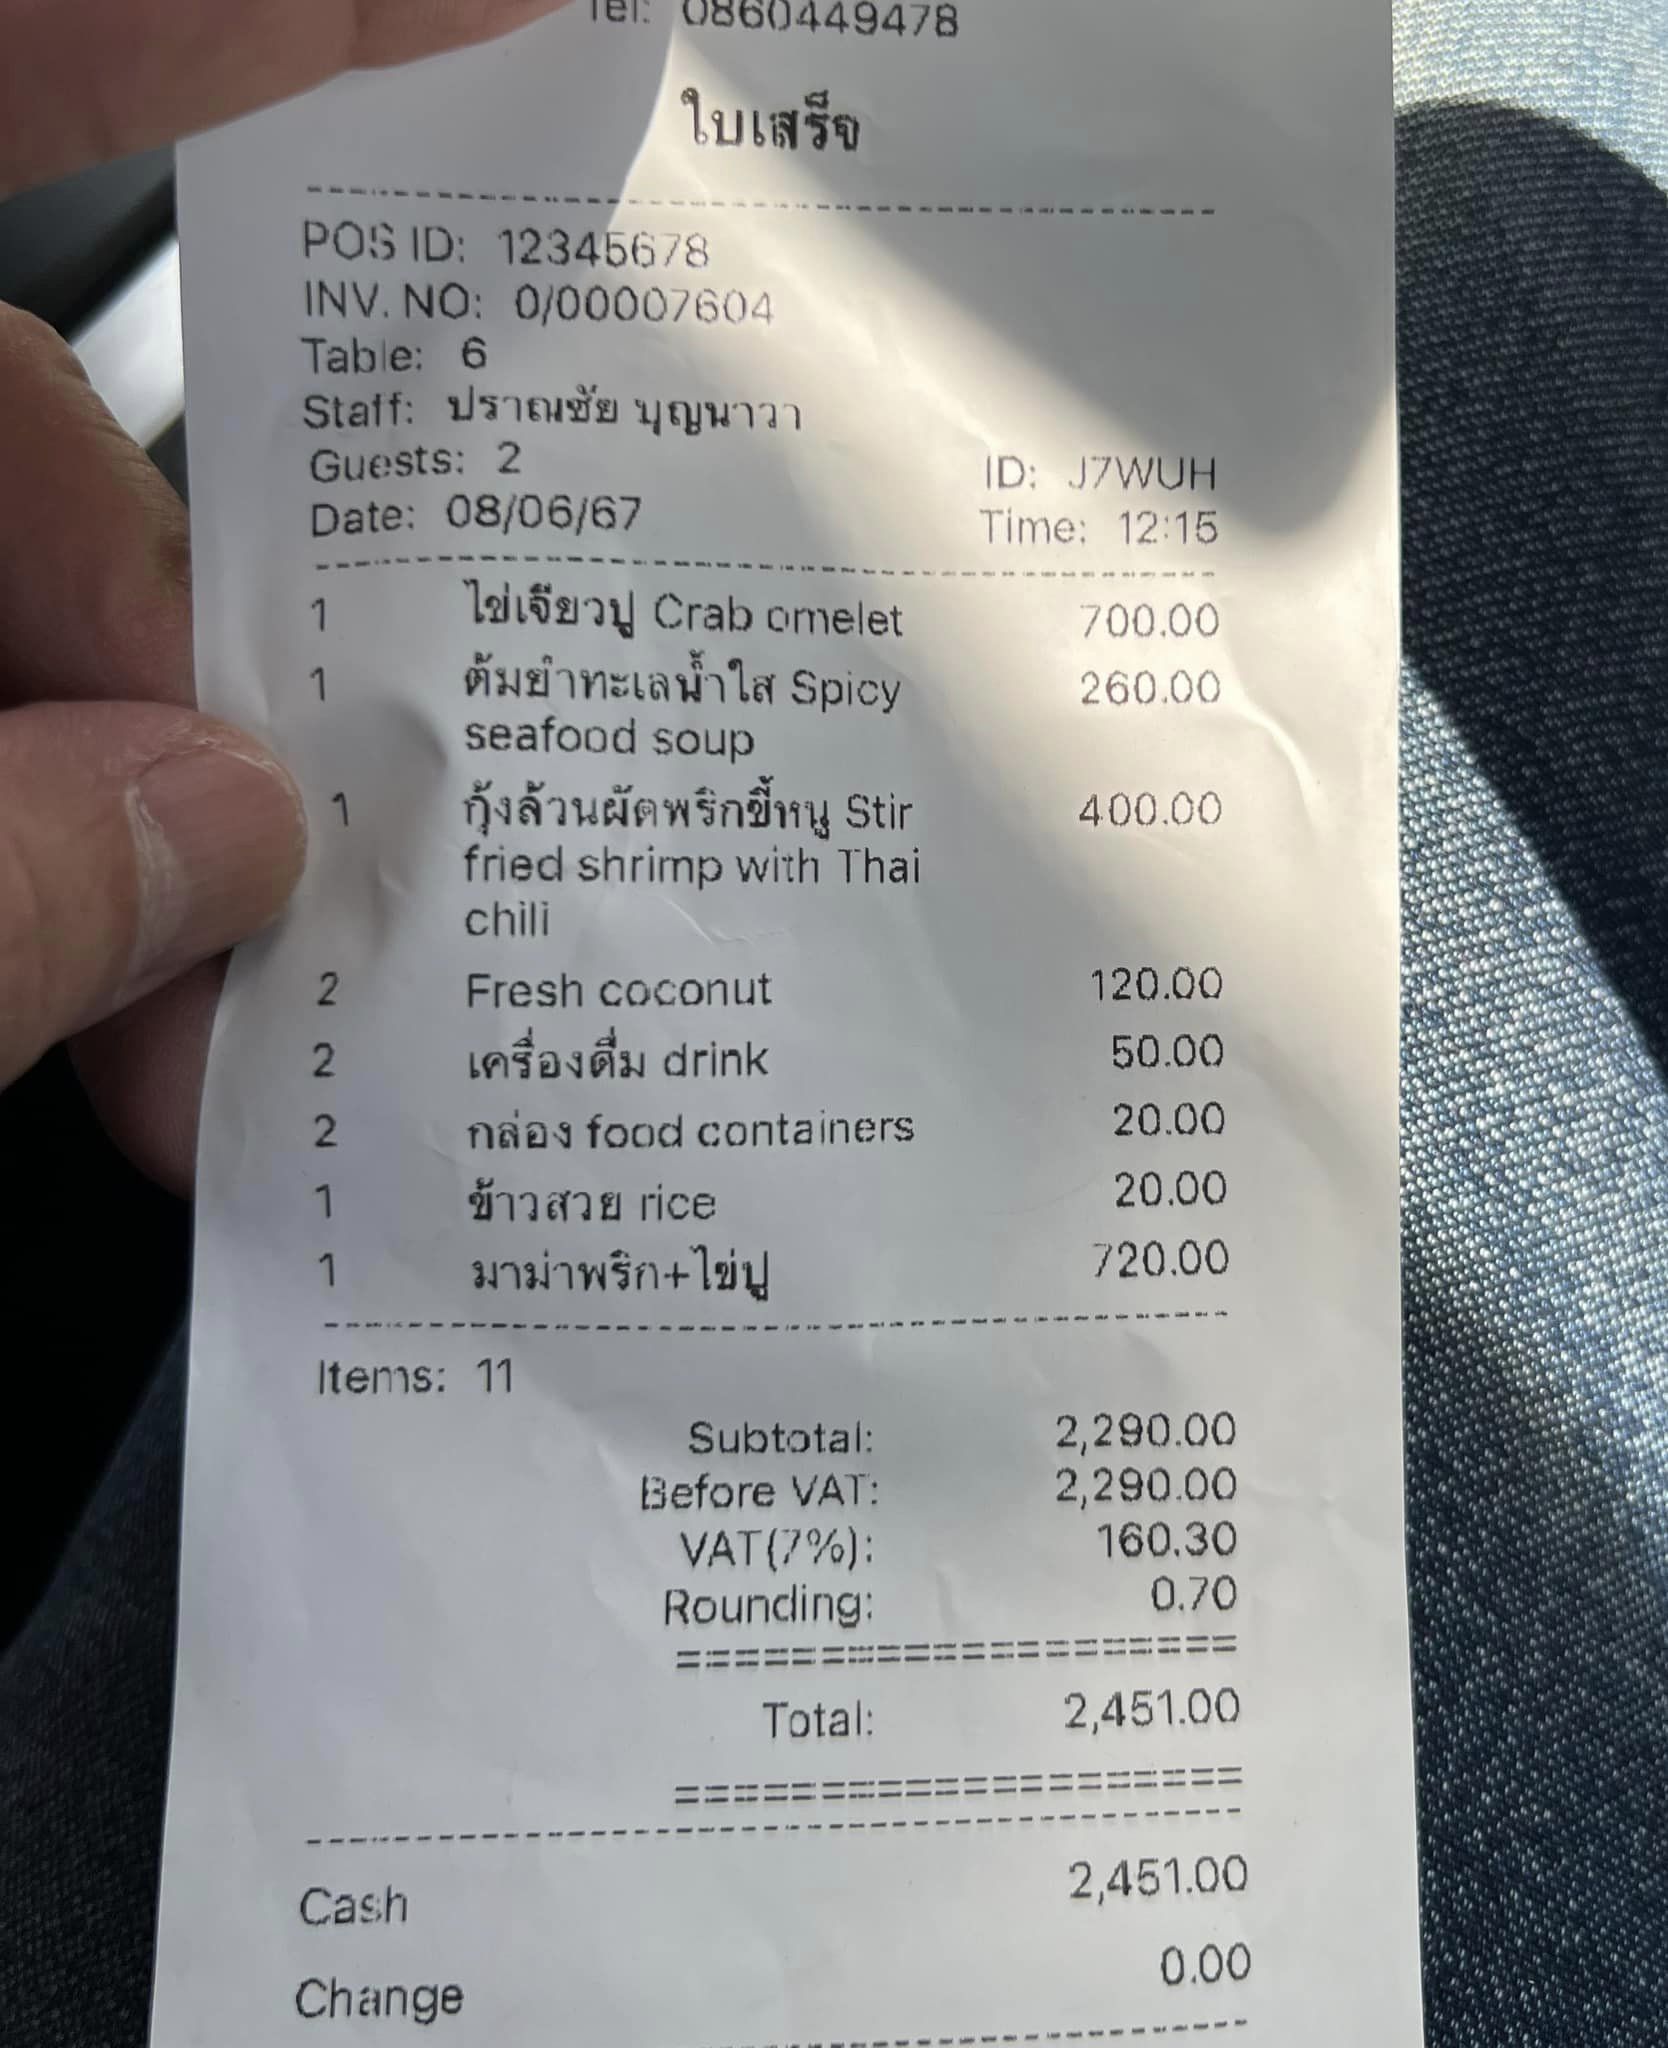 Tel: 0860449478
ใบเสร็จ
POS ID: 12345678
INV. NO: 0/00007604
Table: 6
Staff: ปราณชัย บุญนาวา
Guests: 2 ID: J7WUH
Date: 08/06/67 Time: 12:15
1 ไข่เจียวปู Crab omelet 700.00
1 ต้มยำทะเลน้ำใส Spicy 260.00
seafood soup
1 กุ้งล้วนผัดพริกขี้หนู Stir 400.00
fried shrimp with Thai
chili
2 Fresh coconut 120.00
2 เครื่องดื่ม drink 50.00
2 กล่อง food containers 20.00
1 ข้าวสวย rice 20.00
1 มาม่าพริก+ไข่ปู 720.00
Items: 11
Subtotal: 2,290.00
Before VAT: 2,290.00
VAT(7%): 160.30
Rounding: 0.70
Total: 2,451.00
Cash 2,451.00
Change 0.00